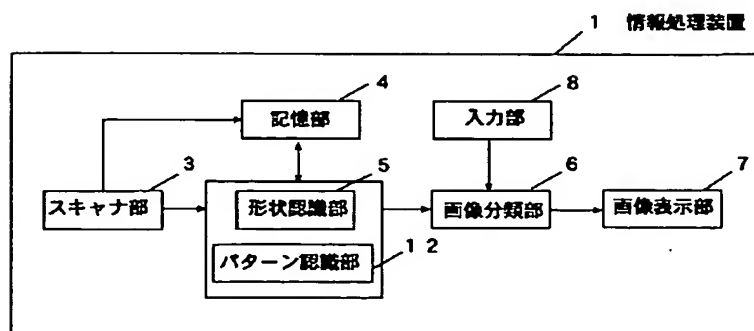 1 情報処理装置
4
8
記憶部
入力部
3
5
6
7
スキャナ部
形状認識部
画像分類部
画像表示部
パターン認識部
12